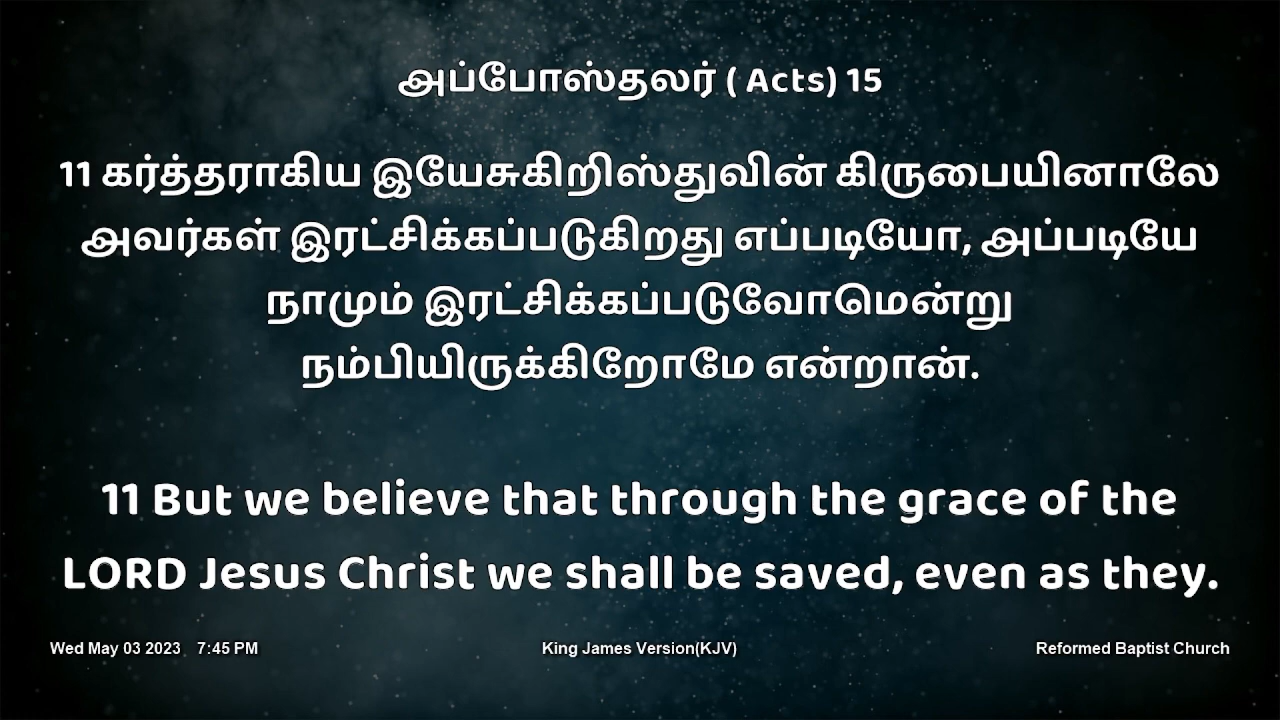 அப்போஸ்தலர் ( Acts) 15
11 கர்த்தராகிய இயேசுகிறிஸ்துவின் கிருபையினாலே
அவர்கள் இரட்சிக்கப்படுகிறது எப்படியோ, அப்படியே
நாமும் இரட்சிக்கப்படுவோமென்று
நம்பியிருக்கிறோமே என்றான்.
11 But we believe that through the grace of the
LORD Jesus Christ we shall be saved, even as they.
Wed May 03 2023 7:45 PM King James Version(KJV) Reformed Baptist Church